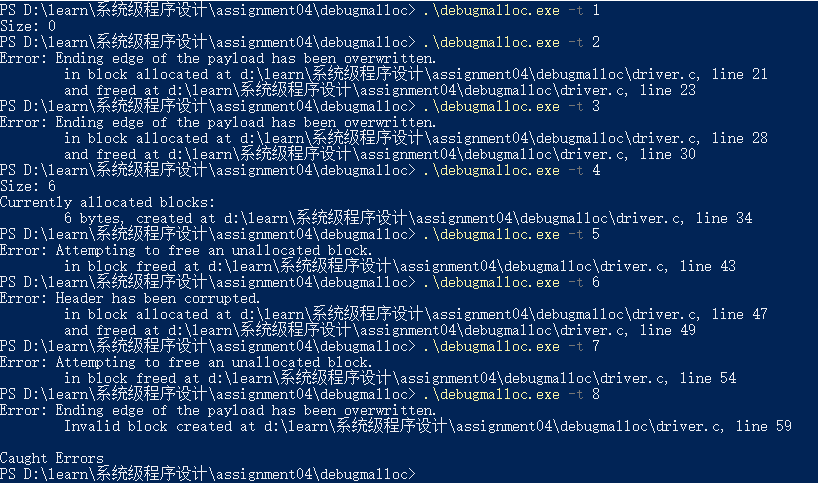 PS D:\learn\系统级程序设计\assignment04\debugmalloc> .\debugmalloc.exe -t 1
Size: 0
PS D:\learn\系统级程序设计\assignment04\debugmalloc> .\debugmalloc.exe -t 2
Error: Ending edge of the payload has been overwritten.
in block allocated at d:\learn\系统级程序设计\assignment04\debugmalloc\driver.c, line 21
and freed at d:\learn\系统级程序设计\assignment04\debugmalloc\driver.c, line 23
PS D:\learn\系统级程序设计\assignment04\debugmalloc> .\debugmalloc.exe -t 3
Error: Ending edge of the payload has been overwritten.
in block allocated at d:\learn\系统级程序设计\assignment04\debugmalloc\driver.c, line 28
and freed at d:\learn\系统级程序设计\assignment04\debugmalloc\driver.c, line 30
PS D:\learn\系统级程序设计\assignment04\debugmalloc> .\debugmalloc.exe -t 4
Size: 6
Currently allocated blocks:
6 bytes, created at d:\learn\系统级程序设计\assignment04\debugmalloc\driver.c, line 34
PS D:\learn\系统级程序设计\assignment04\debugmalloc> .\debugmalloc.exe -t 5
Error: Attempting to free an unallocated block.
in block freed at d:\learn\系统级程序设计\assignment04\debugmalloc\driver.c, line 43
PS D:\learn\系统级程序设计\assignment04\debugmalloc> .\debugmalloc.exe -t 6
Error: Header has been corrupted.
in block allocated at d:\learn\系统级程序设计\assignment04\debugmalloc\driver.c, line 47
and freed at d:\learn\系统级程序设计\assignment04\debugmalloc\driver.c, line 49
PS D:\learn\系统级程序设计\assignment04\debugmalloc> .\debugmalloc.exe -t 7
Error: Attempting to free an unallocated block.
in block freed at d:\learn\系统级程序设计\assignment04\debugmalloc\driver.c, line 54
PS D:\learn\系统级程序设计\assignment04\debugmalloc> .\debugmalloc.exe -t 8
Error: Ending edge of the payload has been overwritten.
Invalid block created at d:\learn\系统级程序设计\assignment04\debugmalloc\driver.c, line 59
Caught Errors
PS D:\learn\系统级程序设计\assignment04\debugmalloc>